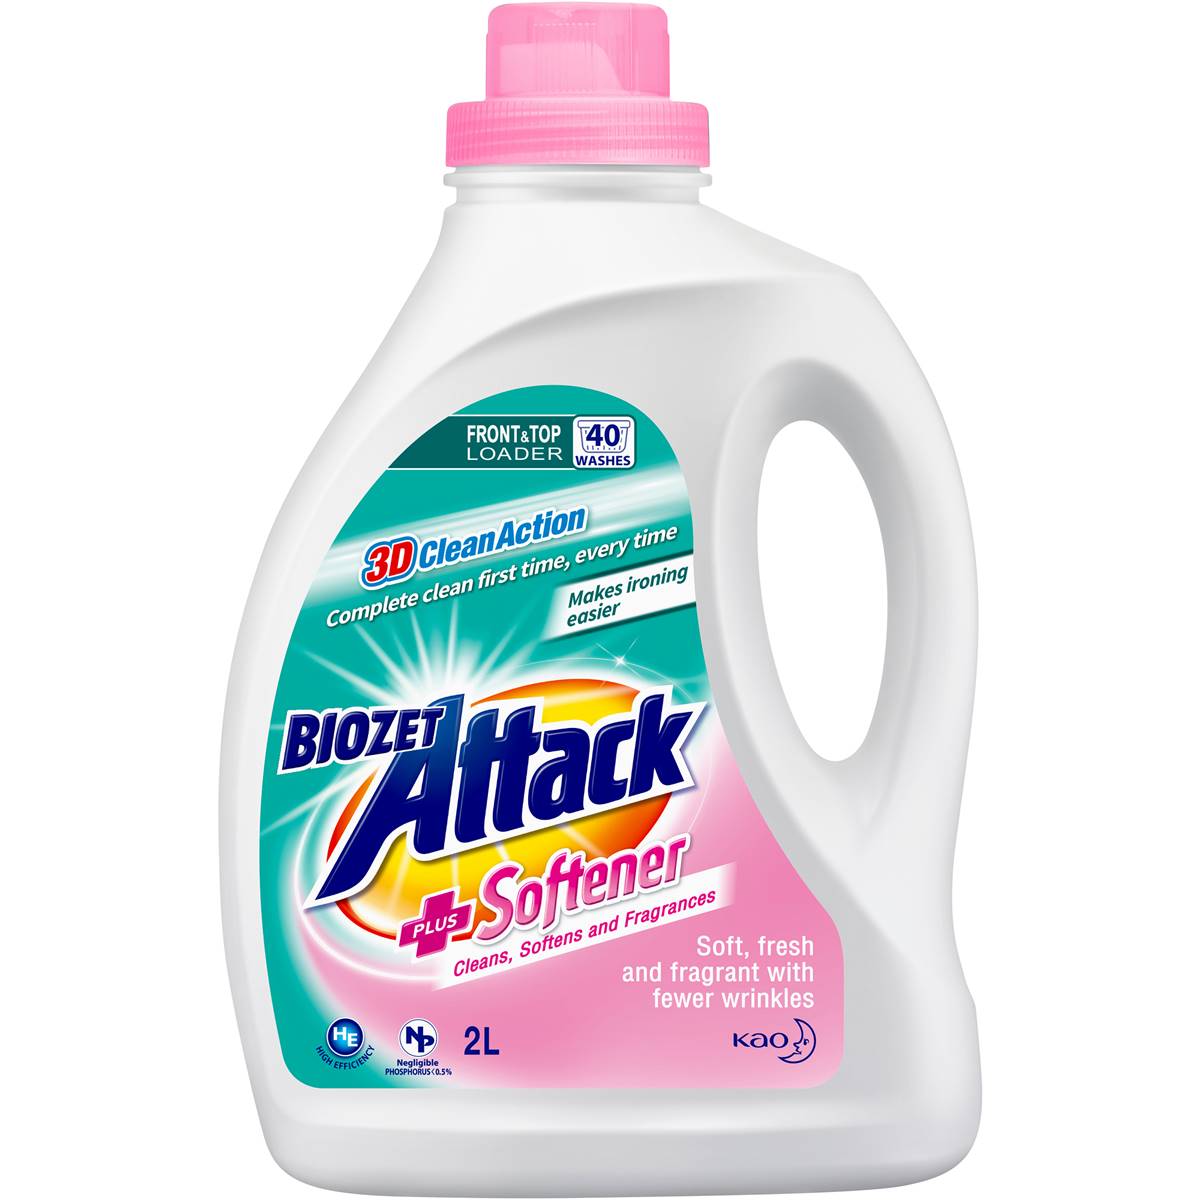 FRONT&TOP
LOADER
40
WASHES
3D CleanAction
Complete clean first time, every time
Makes ironing
easier
BIOZET
Attack
PLUS Softener
Cleans, Softens and Fragrances
Soft, fresh
and fragrant with
fewer wrinkles
HE
HIGH EFFICIENCY
NP
Negligible
PHOSPHORUS<0.5%
2L
Kao